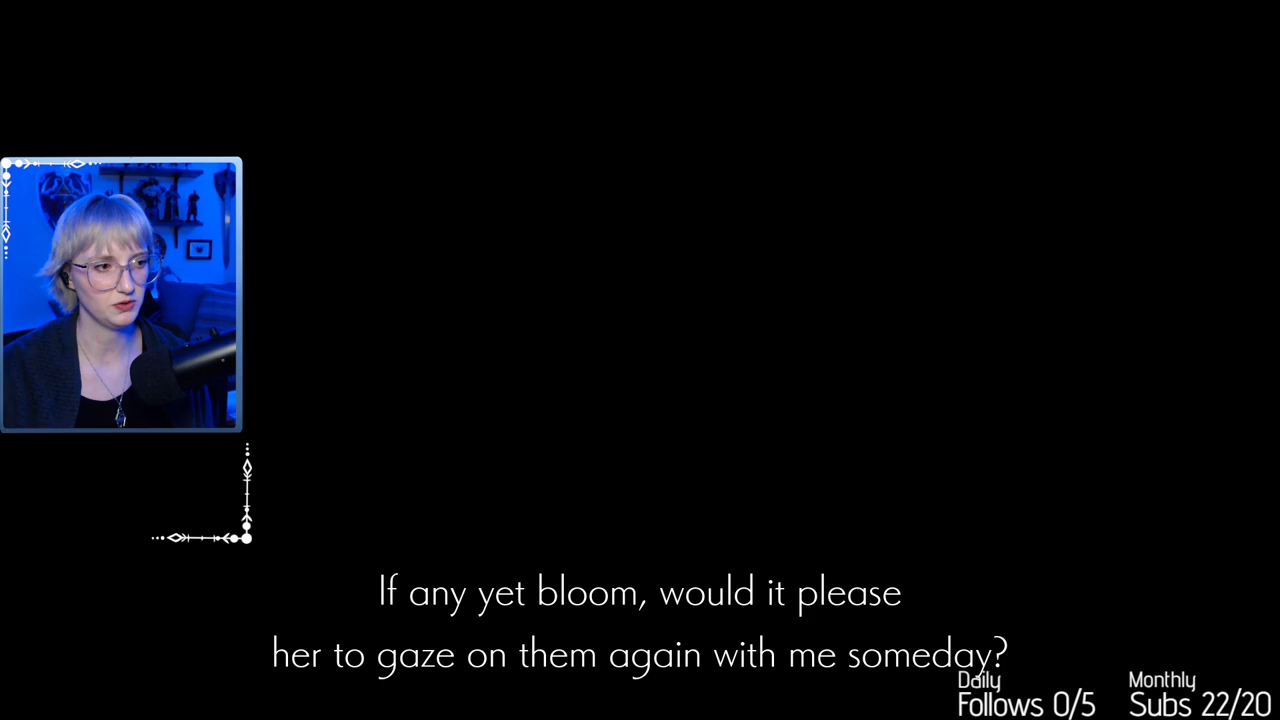 If any yet bloom, would it please
her to gaze on them again with me someday?
Daily
Follows 0/5
Monthly
Subs 22/20